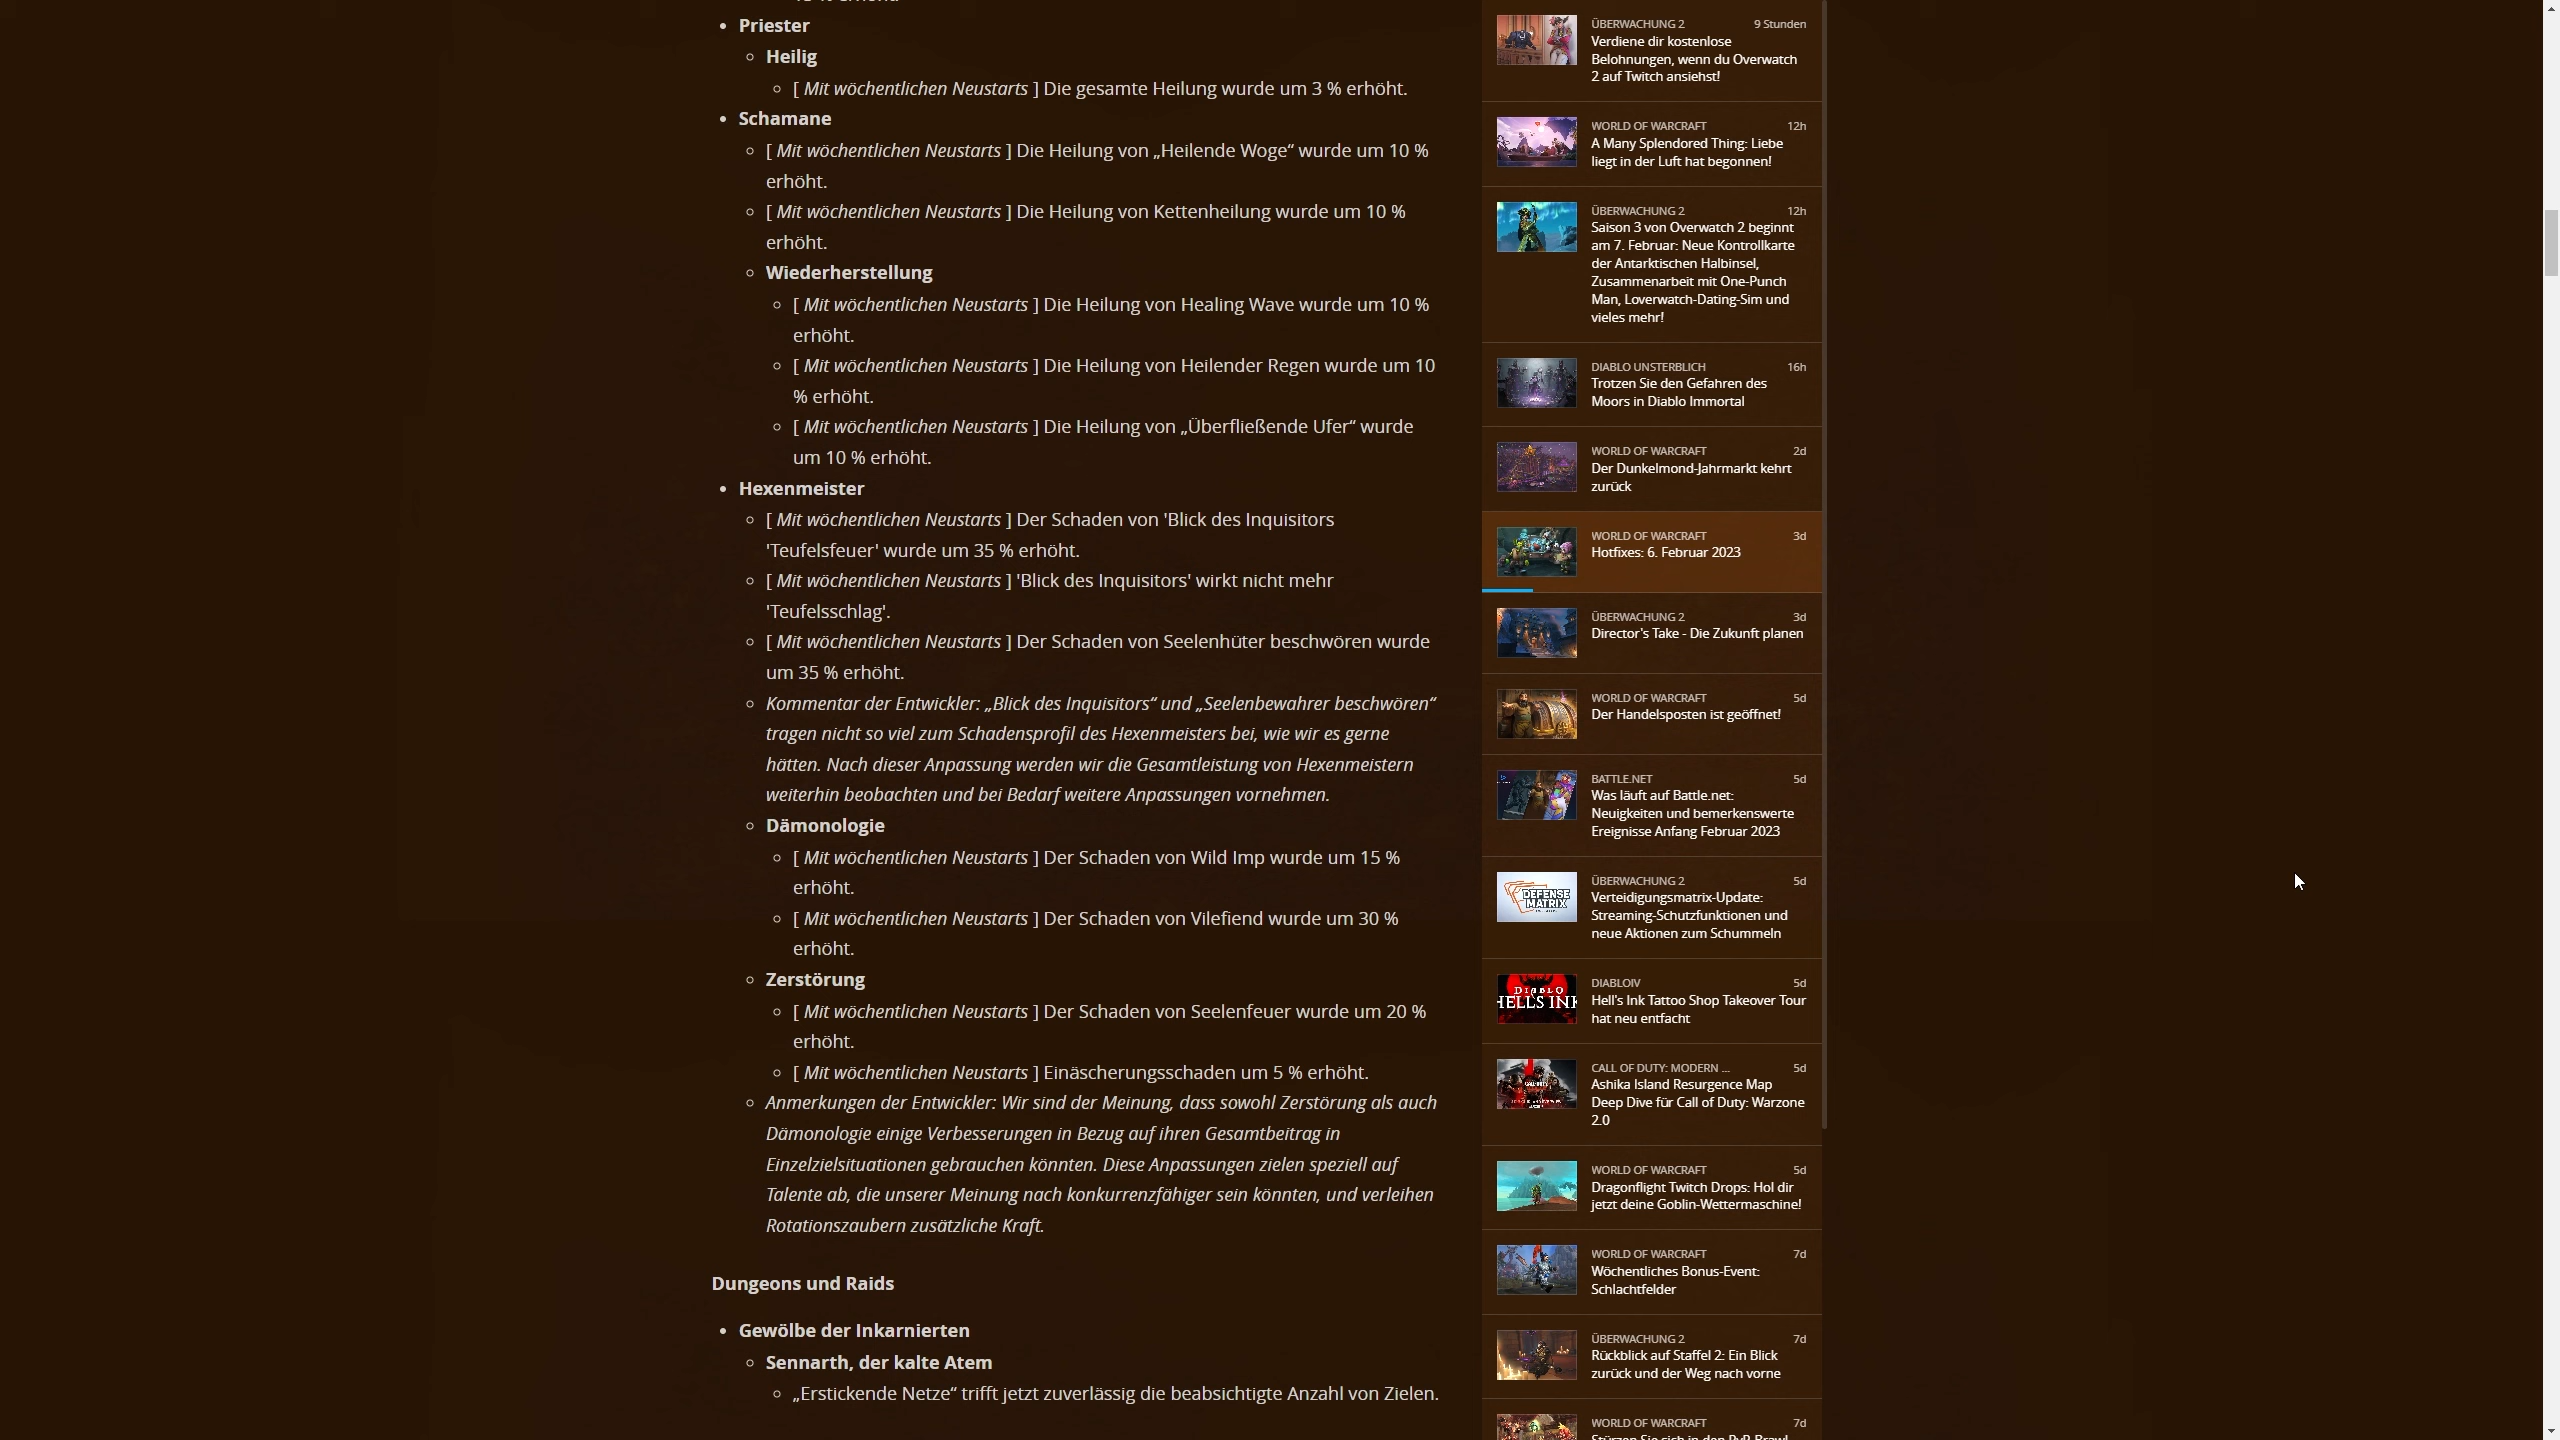 Priester
Heilig
[ Mit wöchentlichen Neustarts ] Die gesamte Heilung wurde um 3 % erhöht.
Schamane
[ Mit wöchentlichen Neustarts ] Die Heilung von „Heilende Woge“ wurde um 10 %
erhöht.
[ Mit wöchentlichen Neustarts ] Die Heilung von Kettenheilung wurde um 10 %
erhöht.
Wiederherstellung
[ Mit wöchentlichen Neustarts ] Die Heilung von Healing Wave wurde um 10 %
erhöht.
[ Mit wöchentlichen Neustarts ] Die Heilung von Heilender Regen wurde um 10
% erhöht.
[ Mit wöchentlichen Neustarts ] Die Heilung von „Überfließende Ufer“ wurde
um 10 % erhöht.
Hexenmeister
[ Mit wöchentlichen Neustarts ] Der Schaden von 'Blick des Inquisitors
'Teufelsfeuer' wurde um 35 % erhöht.
[ Mit wöchentlichen Neustarts ] 'Blick des Inquisitors' wirkt nicht mehr
'Teufelsschlag'.
[ Mit wöchentlichen Neustarts ] Der Schaden von Seelenhüter beschwören wurde
um 35 % erhöht.
Kommentar der Entwickler: „Blick des Inquisitors“ und „Seelenbewahrer beschwören“
tragen nicht so viel zum Schadensprofil des Hexenmeisters bei, wie wir es gerne
hätten. Nach dieser Anpassung werden wir die Gesamtleistung von Hexenmeistern
weiterhin beobachten und bei Bedarf weitere Anpassungen vornehmen.
Dämonologie
[ Mit wöchentlichen Neustarts ] Der Schaden von Wild Imp wurde um 15 %
erhöht.
[ Mit wöchentlichen Neustarts ] Der Schaden von Vilefiend wurde um 30 %
erhöht.
Zerstörung
[ Mit wöchentlichen Neustarts ] Der Schaden von Seelenfeuer wurde um 20 %
erhöht.
[ Mit wöchentlichen Neustarts ] Einäscherungsschaden um 5 % erhöht.
Anmerkungen der Entwickler: Wir sind der Meinung, dass sowohl Zerstörung als auch
Dämonologie einige Verbesserungen in Bezug auf ihren Gesamtbeitrag in
Einzelzielsituationen gebrauchen könnten. Diese Anpassungen zielen speziell auf
Talente ab, die unserer Meinung nach konkurrenzfähiger sein könnten, und verleihen
Rotationszaubern zusätzliche Kraft.
Dungeons und Raids
Gewölbe der Inkarnierten
Sennarth, der kalte Atem
„Erstickende Netze“ trifft jetzt zuverlässig die beabsichtigte Anzahl von Zielen.
ÜBERWACHUNG 2 9 Stunden
Verdiene dir kostenlose
Belohnungen, wenn du Overwatch
2 auf Twitch ansiehst!
WORLD OF WARCRAFT 12h
A Many Splendored Thing: Liebe
liegt in der Luft hat begonnen!
ÜBERWACHUNG 2 12h
Saison 3 von Overwatch 2 beginnt
am 7. Februar: Neue Kontrollkarte
der Antarktischen Halbinsel,
Zusammenarbeit mit One-Punch
Man, Loverwatch-Dating-Sim und
vieles mehr!
DIABLO UNSTERBLICH 16h
Trotzen Sie den Gefahren des
Moors in Diablo Immortal
WORLD OF WARCRAFT 2d
Der Dunkelmond-Jahrmarkt kehrt
zurück
WORLD OF WARCRAFT 3d
Hotfixes: 6. Februar 2023
ÜBERWACHUNG 2 3d
Director's Take - Die Zukunft planen
WORLD OF WARCRAFT 5d
Der Handelsposten ist geöffnet!
BATTLE.NET 5d
Was läuft auf Battle.net:
Neuigkeiten und bemerkenswerte
Ereignisse Anfang Februar 2023
DEFENSE
MATRIX
ÜBERWACHUNG 2 5d
Verteidigungsmatrix-Update:
Streaming-Schutzfunktionen und
neue Aktionen zum Schummeln
DIABLO
HELL'S INK
DIABLOIV 5d
Hell's Ink Tattoo Shop Takeover Tour
hat neu entfacht
CALL OF DUTY: MODERN ... 5d
Ashika Island Resurgence Map
Deep Dive für Call of Duty: Warzone
2.0
WORLD OF WARCRAFT 5d
Dragonflight Twitch Drops: Hol dir
jetzt deine Goblin-Wettermaschine!
WORLD OF WARCRAFT 7d
Wöchentliches Bonus-Event:
Schlachtfelder
ÜBERWACHUNG 2 7d
Rückblick auf Staffel 2: Ein Blick
zurück und der Weg nach vorne
WORLD OF WARCRAFT 7d